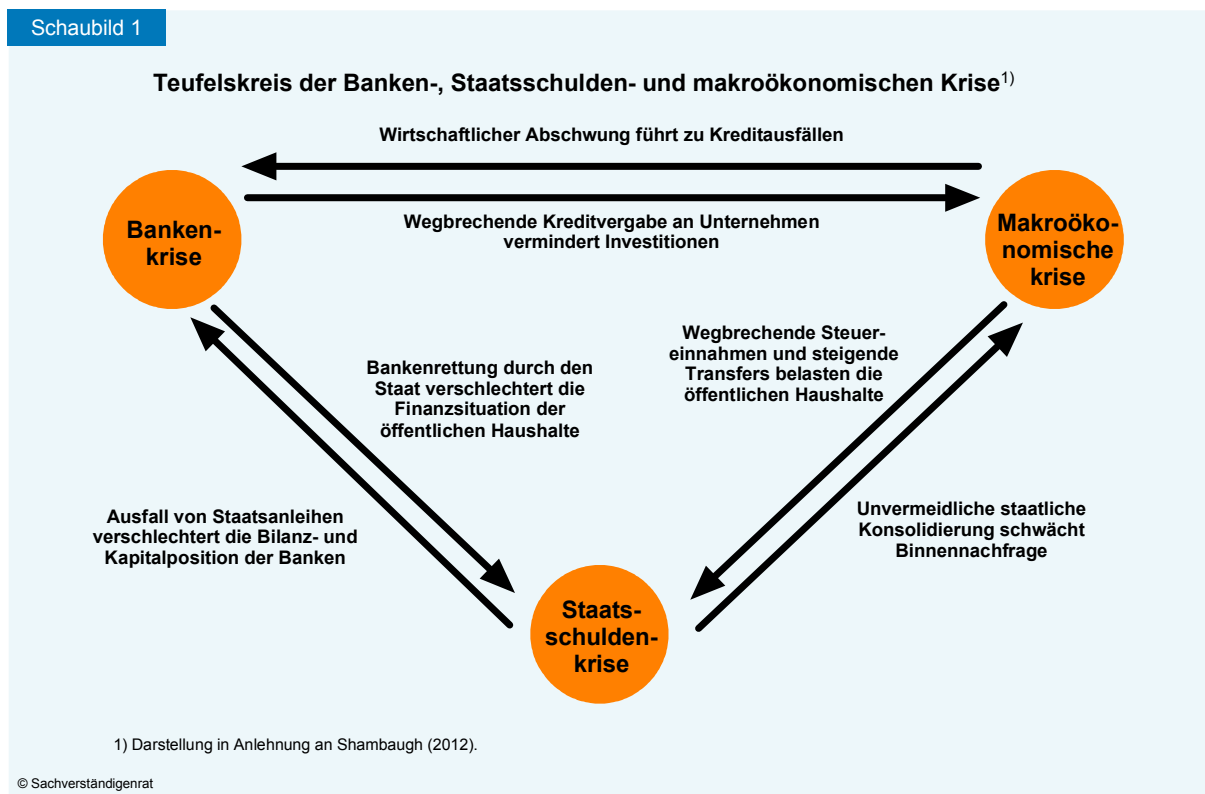 Schaubild 1
Teufelskreis der Banken-, Staatsschulden- und makroökonomischen Krise1)
Wirtschaftlicher Abschwung führt zu Kreditausfällen
Wegbrechende Kreditvergabe an Unternehmen
vermindert Investitionen
Banken-
krise
Makroöko-
nomische
krise
Bankenrettung durch den
Staat verschlechtert die
Finanzsituation der
öffentlichen Haushalte
Wegbrechende Steuer-
einnahmen und steigende
Transfers belasten die
öffentlichen Haushalte
Ausfall von Staatsanleihen
verschlechtert die Bilanz- und
Kapitalposition der Banken
Unvermeidliche staatliche
Konsolidierung schwächt
Binnennachfrage
Staats-
schulden-
krise
1) Darstellung in Anlehnung an Shambaugh (2012).
© Sachverständigenrat